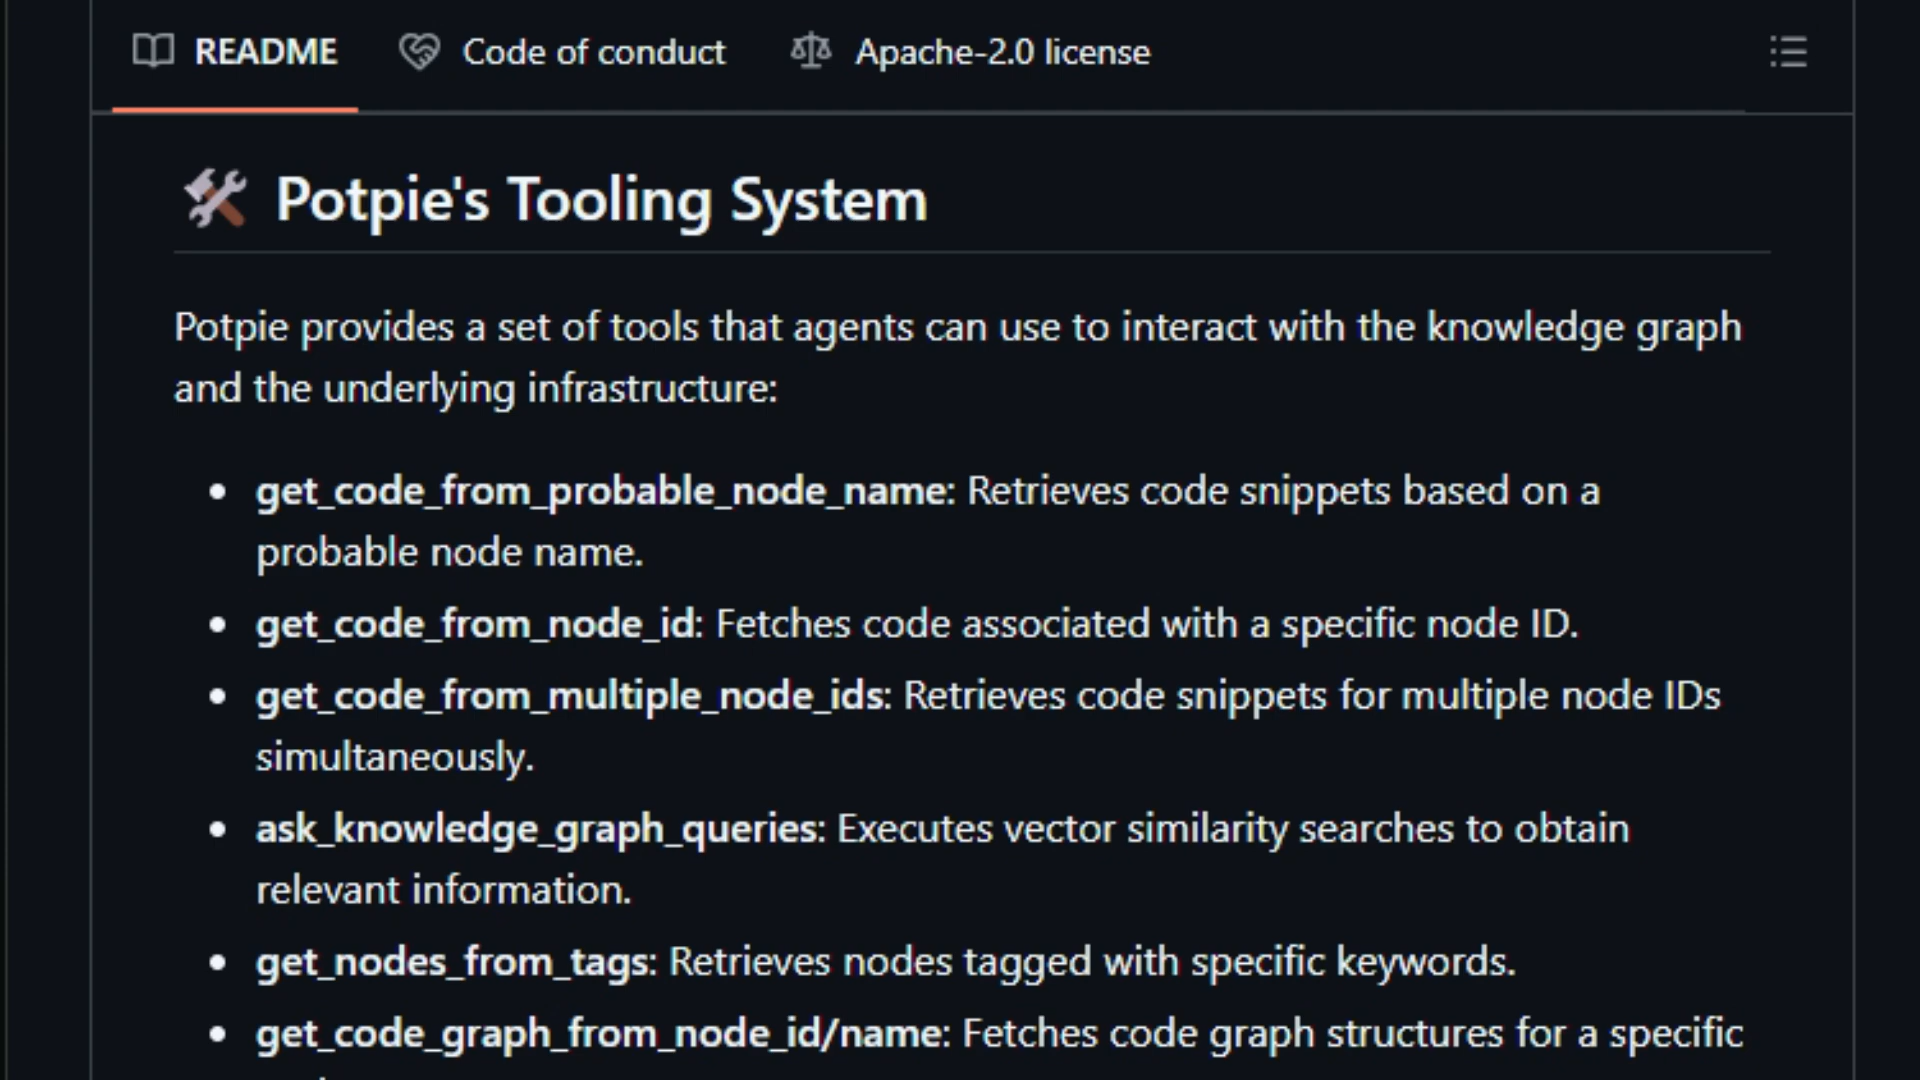 README Code of conduct Apache-2.0 license
Potpie's Tooling System
Potpie provides a set of tools that agents can use to interact with the knowledge graph
and the underlying infrastructure:
• get_code_from_probable_node_name: Retrieves code snippets based on a
probable node name.
• get_code_from_node_id: Fetches code associated with a specific node ID.
• get_code_from_multiple_node_ids: Retrieves code snippets for multiple node IDs
simultaneously.
• ask_knowledge_graph_queries: Executes vector similarity searches to obtain
relevant information.
• get_nodes_from_tags: Retrieves nodes tagged with specific keywords.
• get_code_graph_from_node_id/name: Fetches code graph structures for a specific